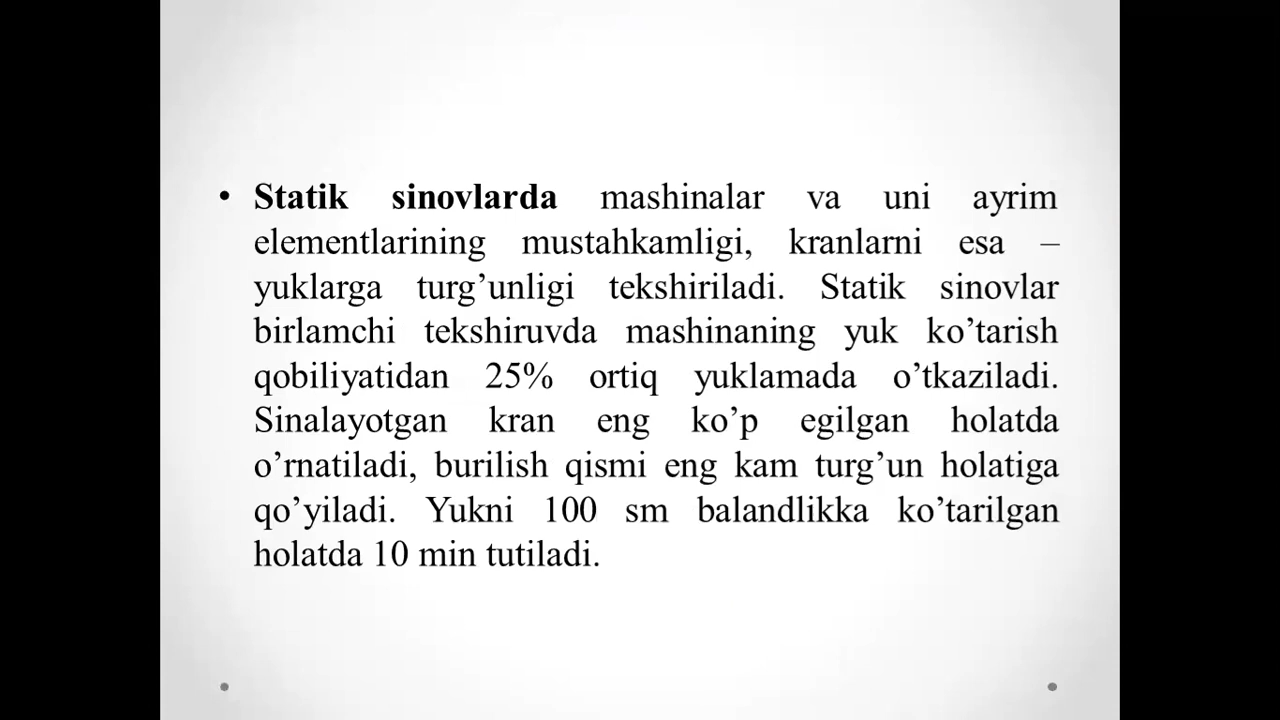 • Statik sinovlarda mashinalar va uni ayrim
elementlarining mustahkamligi, kranlarni esa –
yuklarga turg’unligi tekshiriladi. Statik sinovlar
birlamchi tekshiruvda mashinaning yuk ko’tarish
qobiliyatidan 25% ortiq yuklamada o’tkaziladi.
Sinalayotgan kran eng ko’p egilgan holatda
o’rnatiladi, burilish qismi eng kam turg’un holatiga
qo’yiladi. Yukni 100 sm balandlikka ko’tarilgan
holatda 10 min tutiladi.